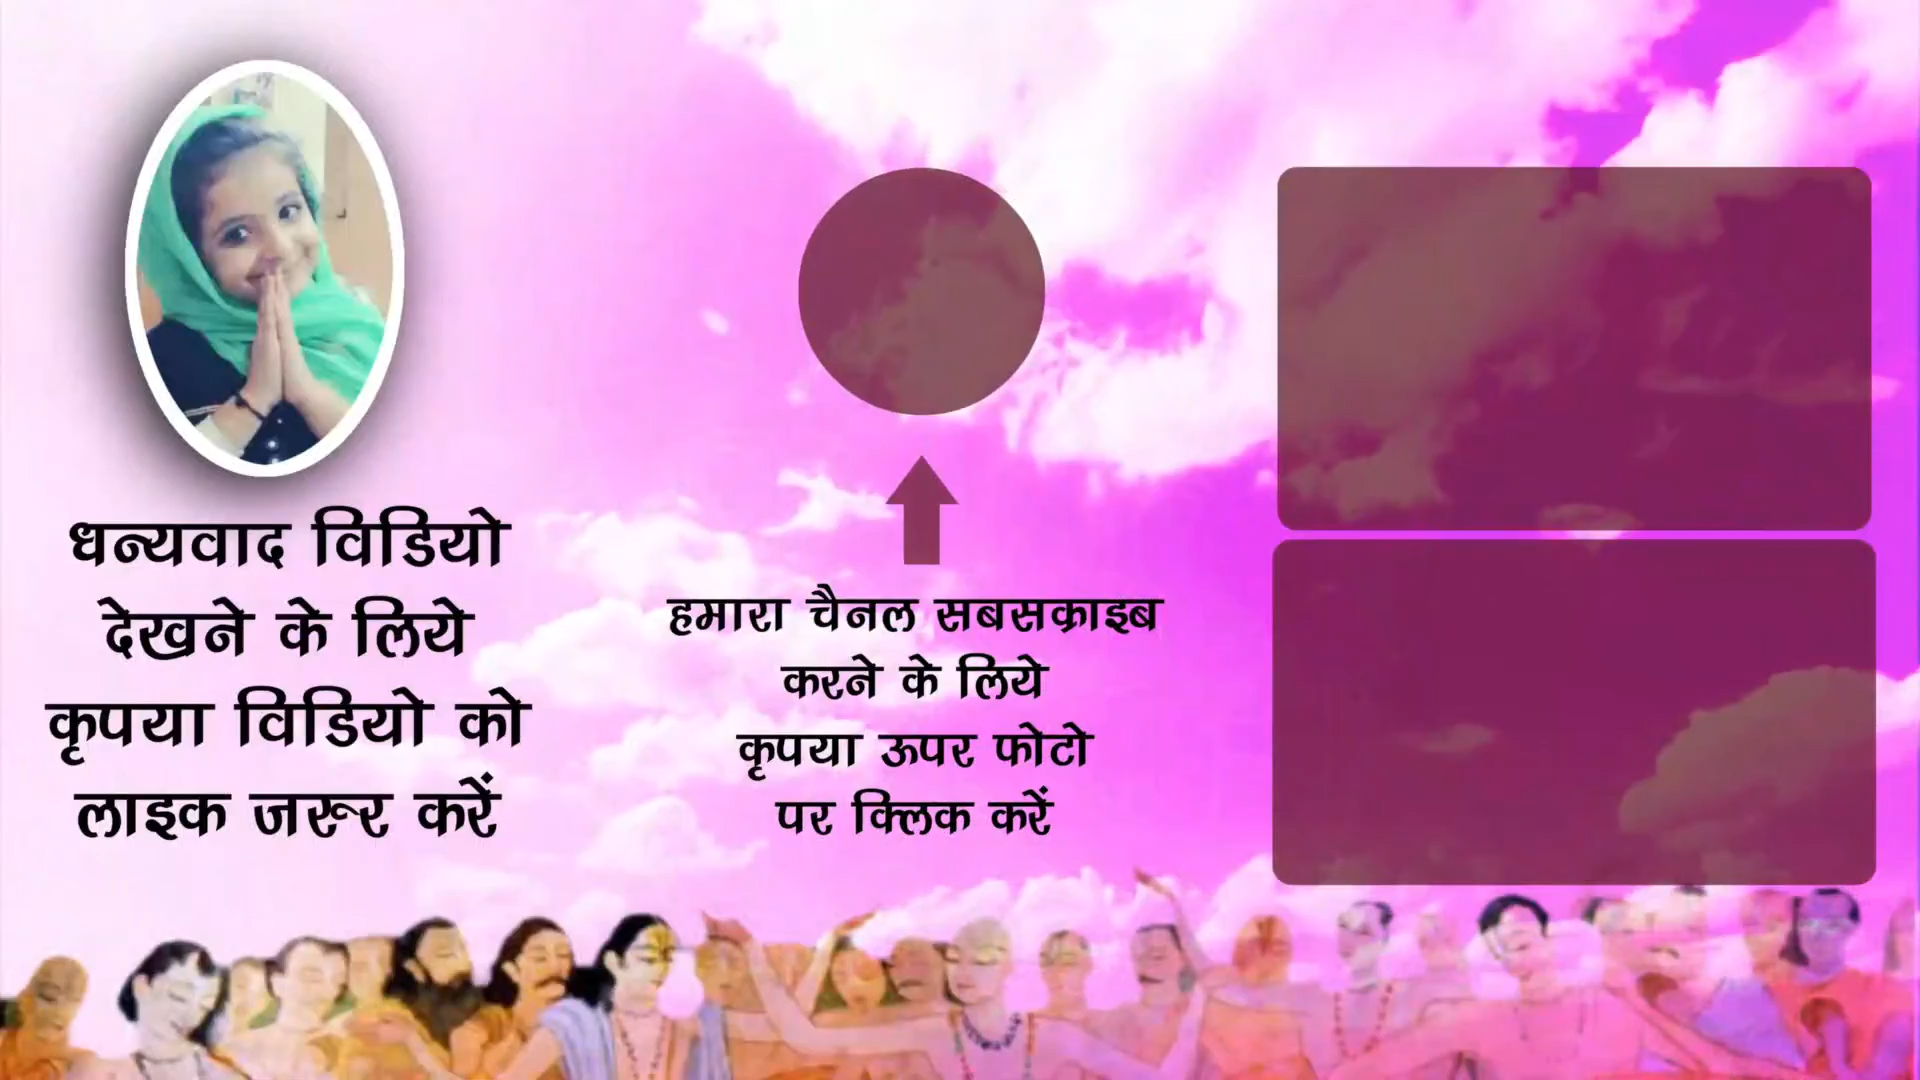 धन्यवाद विडियो
देखने के लिये
कृपया विडियो को
लाइक जरूर करें
हमारा चैनल सबसक्राइब
करने के लिये
कृपया ऊपर फोटो
पर क्लिक करें